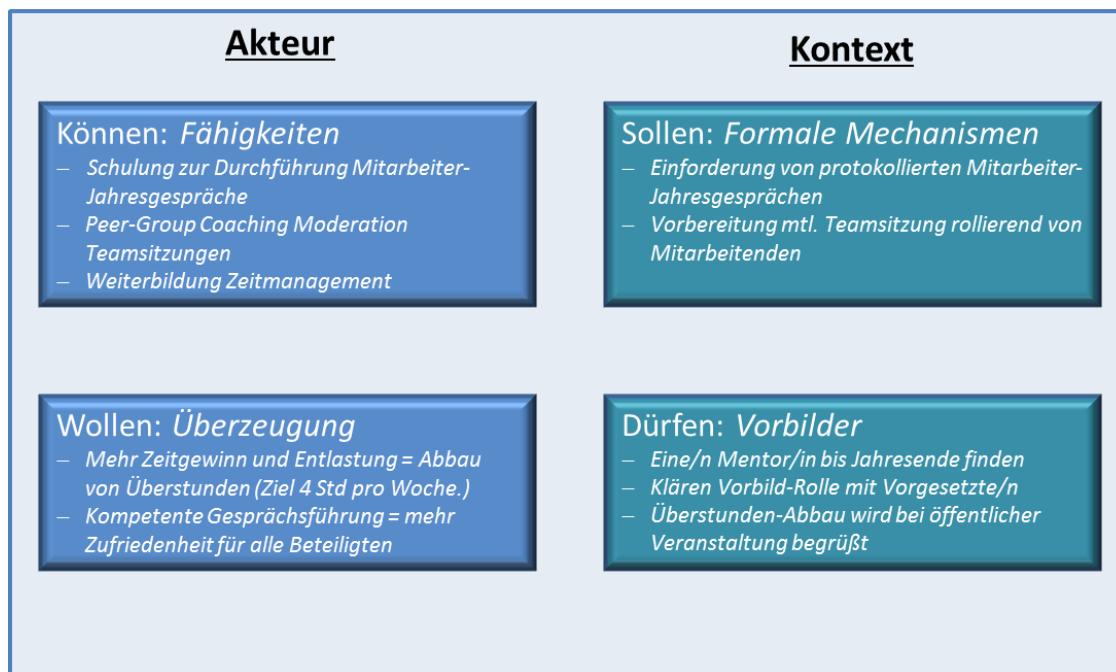 Akteur
Kontext
Können: Fähigkeiten
– Schulung zur Durchführung Mitarbeiter-
Jahresgespräche
– Peer-Group Coaching Moderation
Teamsitzungen
– Weiterbildung Zeitmanagement
Sollen: Formale Mechanismen
– Einforderung von protokollierten Mitarbeiter-
Jahresgesprächen
– Vorbereitung mtl. Teamsitzung rollierend von
Mitarbeitenden
Wollen: Überzeugung
– Mehr Zeitgewinn und Entlastung = Abbau
von Überstunden (Ziel 4 Std pro Woche.)
– Kompetente Gesprächsführung = mehr
Zufriedenheit für alle Beteiligten
Dürfen: Vorbilder
– Eine/n Mentor/in bis Jahresende finden
– Klären Vorbild-Rolle mit Vorgesetzte/n
– Überstunden-Abbau wird bei öffentlicher
Veranstaltung begrüßt